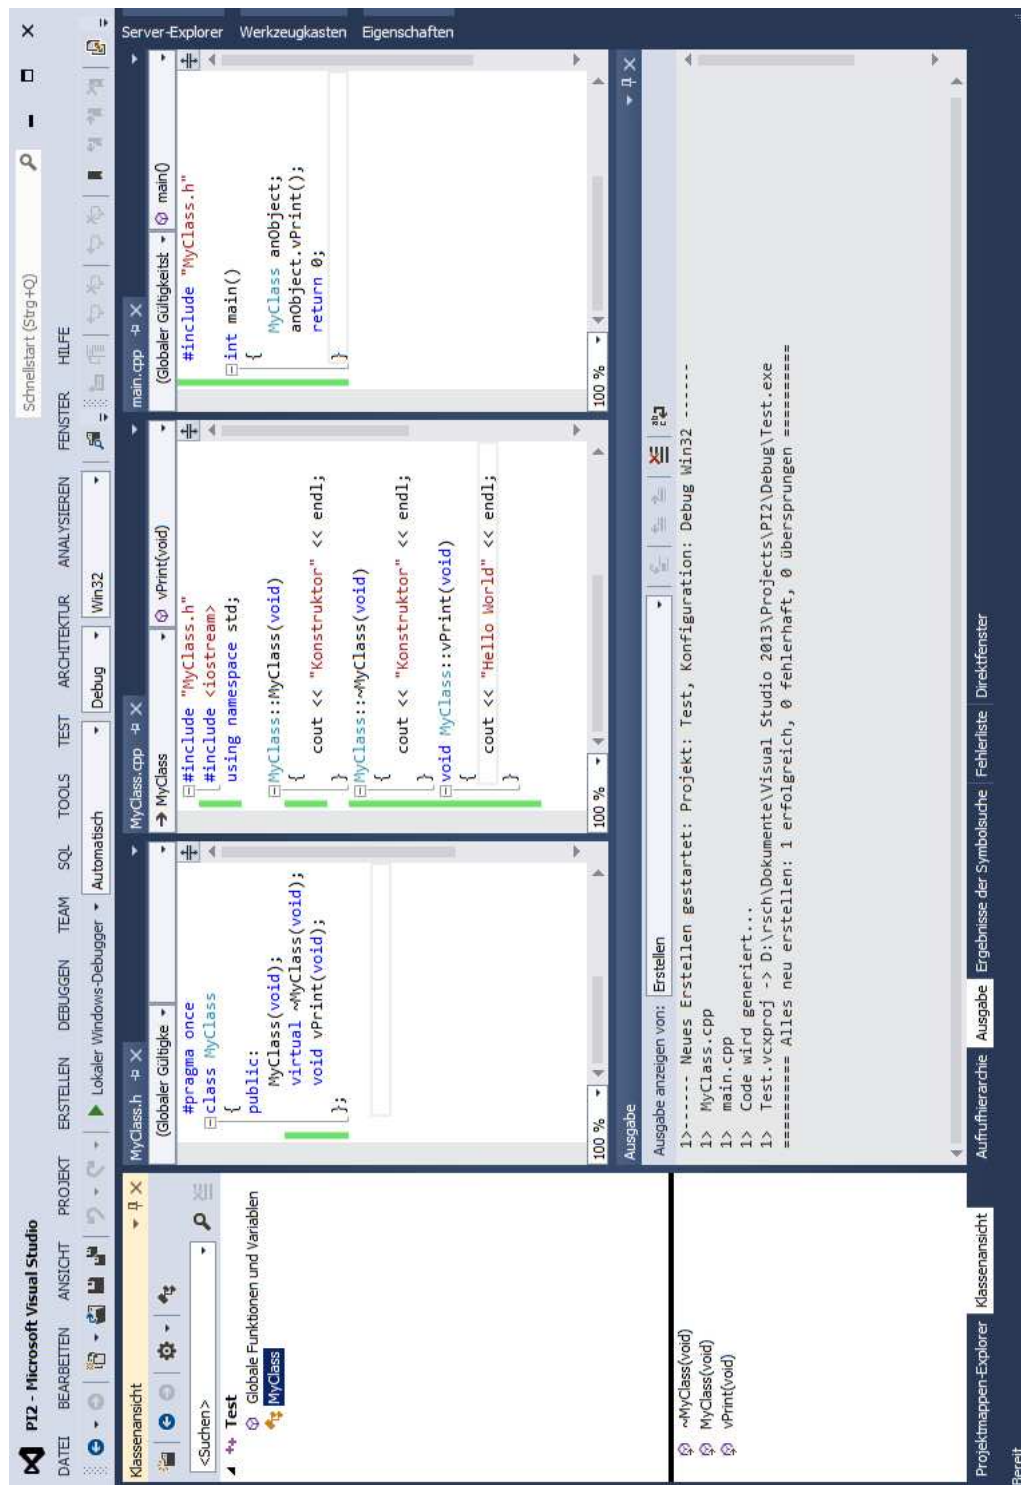 PI2 - Microsoft Visual Studio
Schnellstart (Strg+Q)
DATEI BEARBEITEN ANSICHT PROJEKT ERSTELLEN DEBUGGEN TEAM SQL TOOLS TEST ARCHITEKTUR ANALYSIEREN FENSTER HILFE
Lokaler Windows-Debugger Automatisch Debug Win32
Klassenansicht
<Suchen>
Test
Globale Funktionen und Variablen
MyClass
~MyClass(void)
MyClass(void)
vPrint(void)
Projektmappen-Explorer Klassenansicht
MyClass.h
(Globaler Gültigke
#pragma once
class MyClass
{
public:
MyClass(void);
virtual ~MyClass(void);
void vPrint(void);
};
100 %
MyClass.cpp
MyClass vPrint(void)
#include "MyClass.h"
#include <iostream>
using namespace std;
MyClass::MyClass(void)
{
cout << "Konstruktor" << endl;
}
MyClass::~MyClass(void)
{
cout << "Konstruktor" << endl;
}
void MyClass::vPrint(void)
{
cout << "Hello World" << endl;
}
100 %
main.cpp
(Globaler Gültigkeitst main()
#include "MyClass.h"
int main()
{
MyClass anObject;
anObject.vPrint();
return 0;
}
100 %
Server-Explorer Werkzeugkasten Eigenschaften
Ausgabe
Ausgabe anzeigen von: Erstellen
1>------ Neues Erstellen gestartet: Projekt: Test, Konfiguration: Debug Win32 ------
1> MyClass.cpp
1> main.cpp
1> Code wird generiert...
1> Test.vcxproj -> D:\rsch\Dokumente\Visual Studio 2013\Projects\PI2\Debug\Test.exe
========== Alles neu erstellen: 1 erfolgreich, 0 fehlerhaft, 0 übersprungen ==========
Aufrufhierarchie Ausgabe Ergebnisse der Symbolsuche Fehlerliste Direktfenster
Bereit